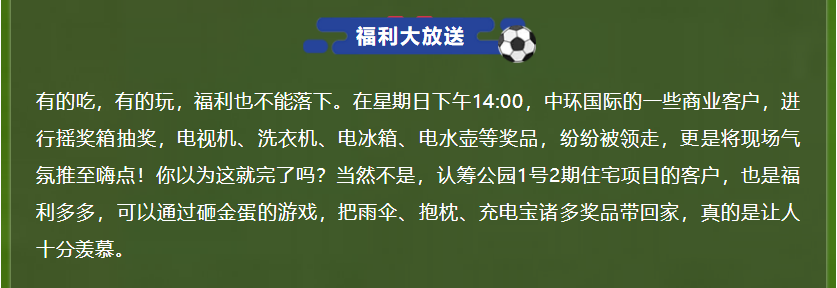 福利大放送
有的吃，有的玩，福利也不能落下。在星期日下午14:00，中环国际的一些商业客户，进
行摇奖箱抽奖，电视机、洗衣机、电冰箱、电水壶等奖品，纷纷被领走，更是将现场气
氛推至嗨点！你以为这就完了吗？当然不是，认筹公园1号2期住宅项目的客户，也是福
利多多，可以通过砸金蛋的游戏，把雨伞、抱枕、充电宝诸多奖品带回家，真的是让人
十分羡慕。